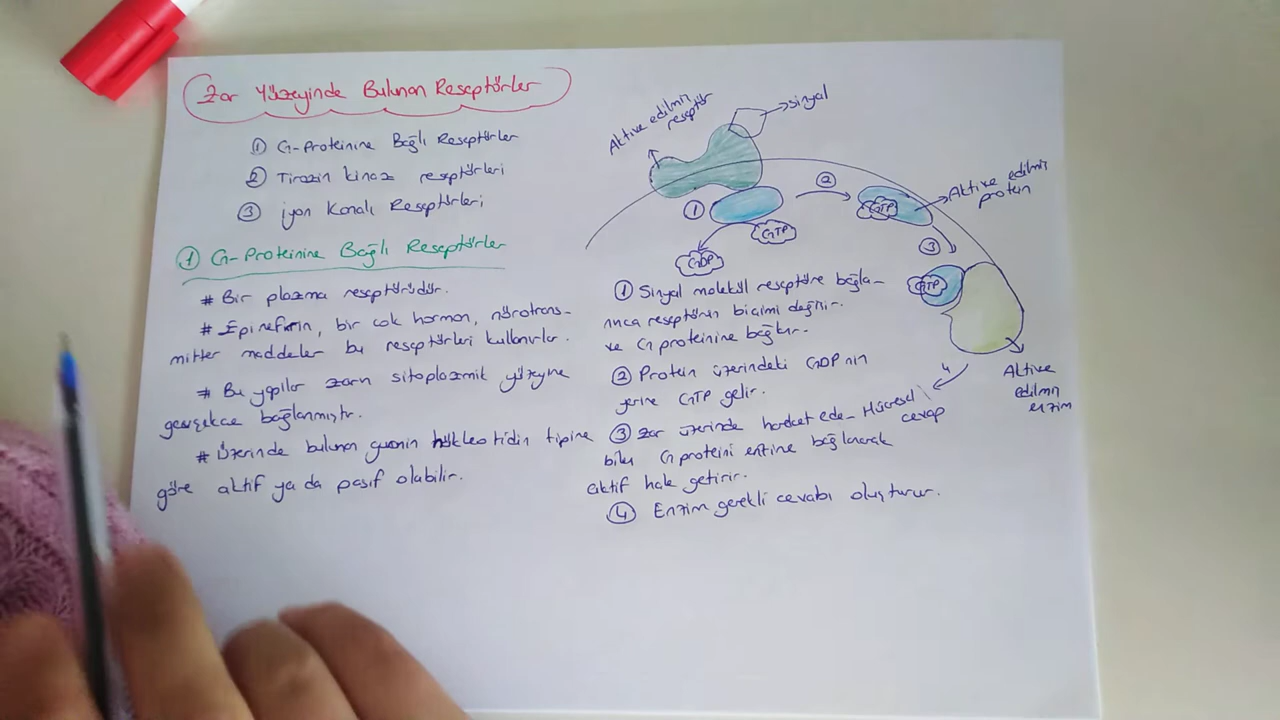 Zar Yüzeyinde Bulunan Reseptörler
① G-Proteinine Bağlı Reseptörler
② Tirozin kinaz reseptörleri
③ iyon Kanalı Reseptörleri
① G-Proteinine Bağlı Reseptörler
# Bir plazma reseptörüdür.
# Epinefrin, bir çok hormon, nörotrans-
mitter maddeler bu reseptörleri kullanırlar.
# Bu yapılar zarın sitoplazmik yüzeyne
gevşekçe bağlanmıştır.
# Üzerinde bulunan guanin nükleotidin tipine
göre aktif ya da pasif olabilir.
Aktive edilmiş
reseptör
sinyal
①
GTP
GDP
②
GTP
Aktive edilmiş
protein
③
GTP
Aktive
edilmiş
enzim
4
Hücresel
cevap
① Sinyal molekül reseptöre bağla-
nınca reseptörün biçimi değişir.
ve G proteinine bağlanır.
② Protein üzerindeki GDP nin
yerine GTP gelir.
③ Zar üzerinde hareket ede-
bilen G proteini enzime bağlanarak
aktif hale getirir.
④ Enzim gerekli cevabı oluşturur.